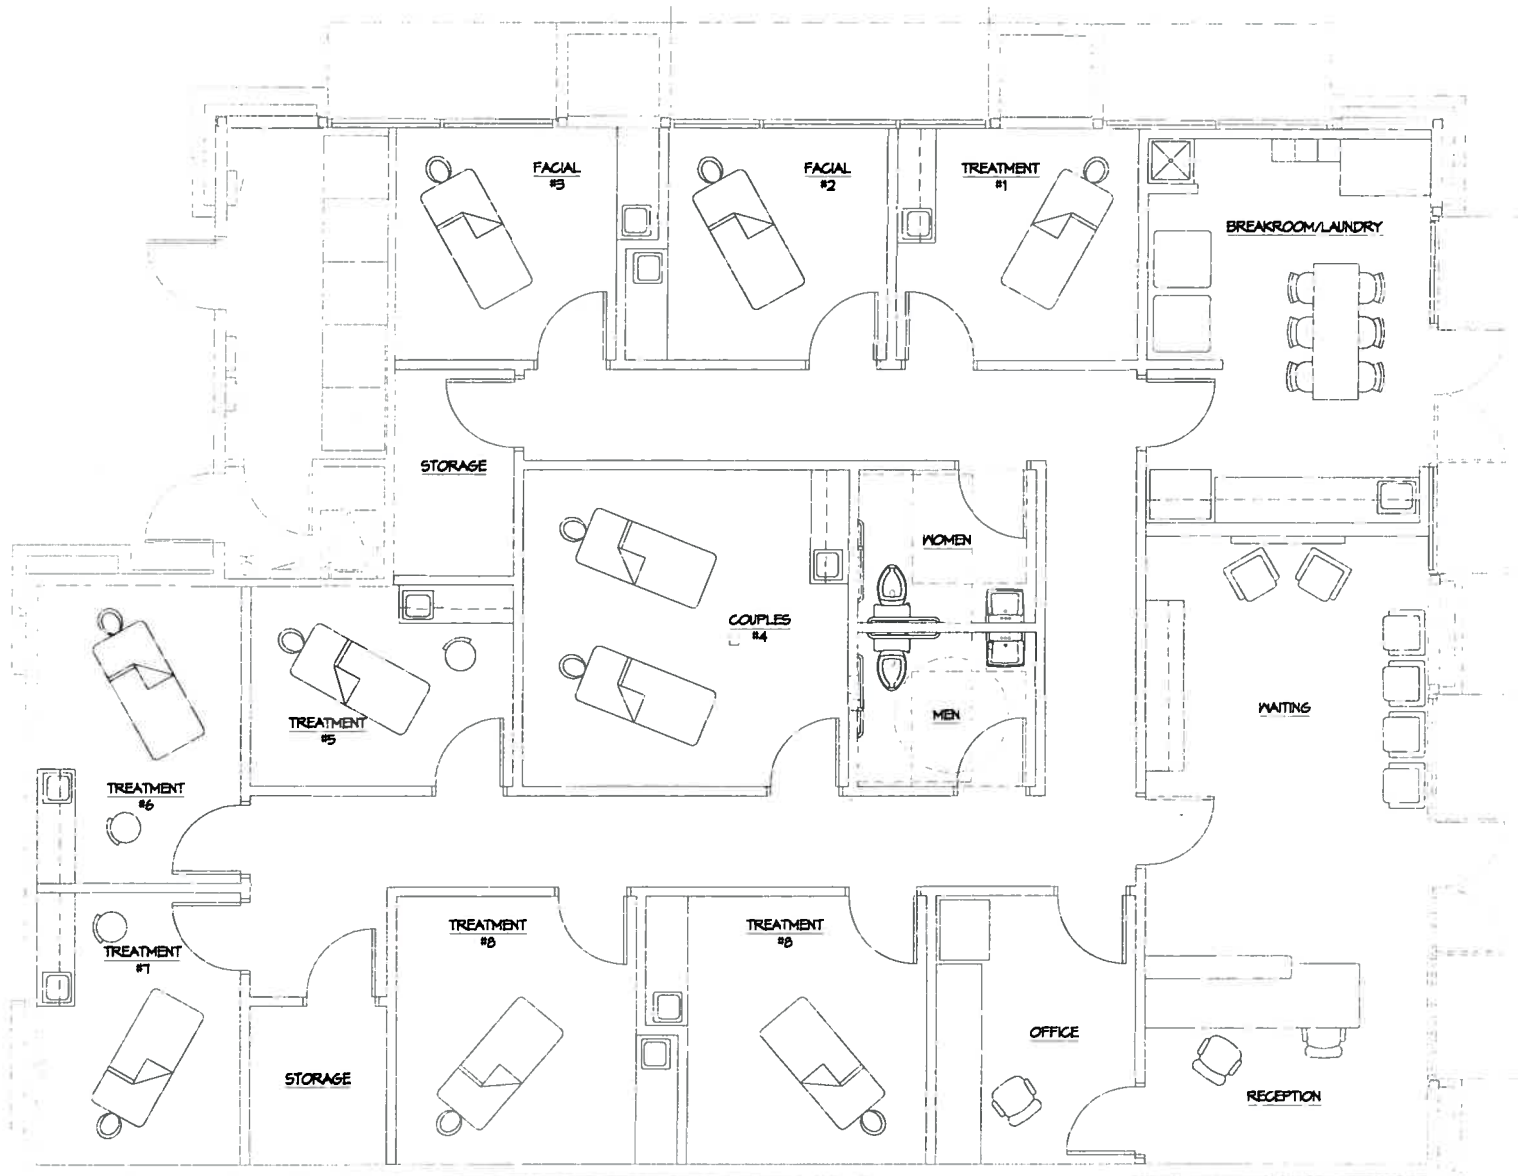 FACIAL
#3
FACIAL
#2
TREATMENT
#1
BREAKROOM/LAUNDRY
STORAGE
WOMEN
COUPLES
#4
TREATMENT
#5
MEN
WAITING
TREATMENT
#6
TREATMENT
#7
TREATMENT
#8
TREATMENT
#8
OFFICE
STORAGE
RECEPTION